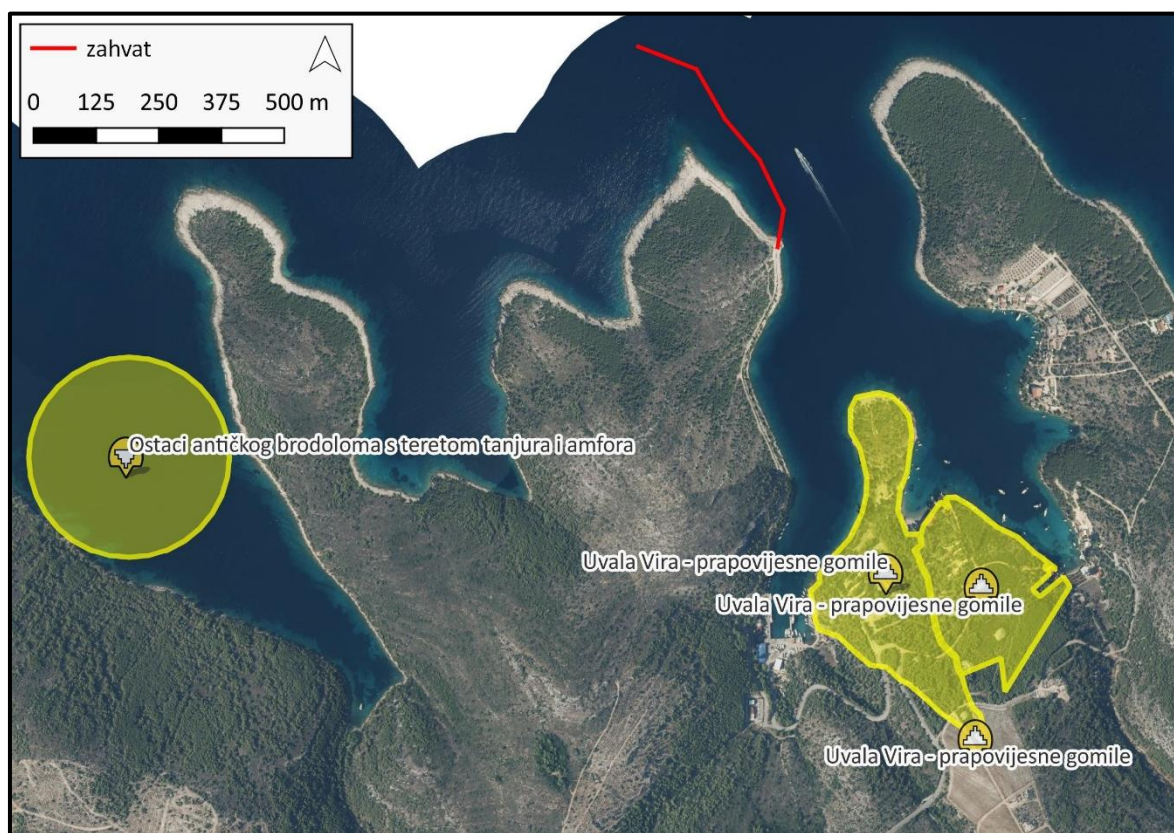 zahvat
0 125 250 375 500 m
Ostaci antičkog brodoloma s teretom tanjura i amfora
Uvala Vira - prapovijesne gomile
Uvala Vira - prapovijesne gomile
Uvala Vira - prapovijesne gomile